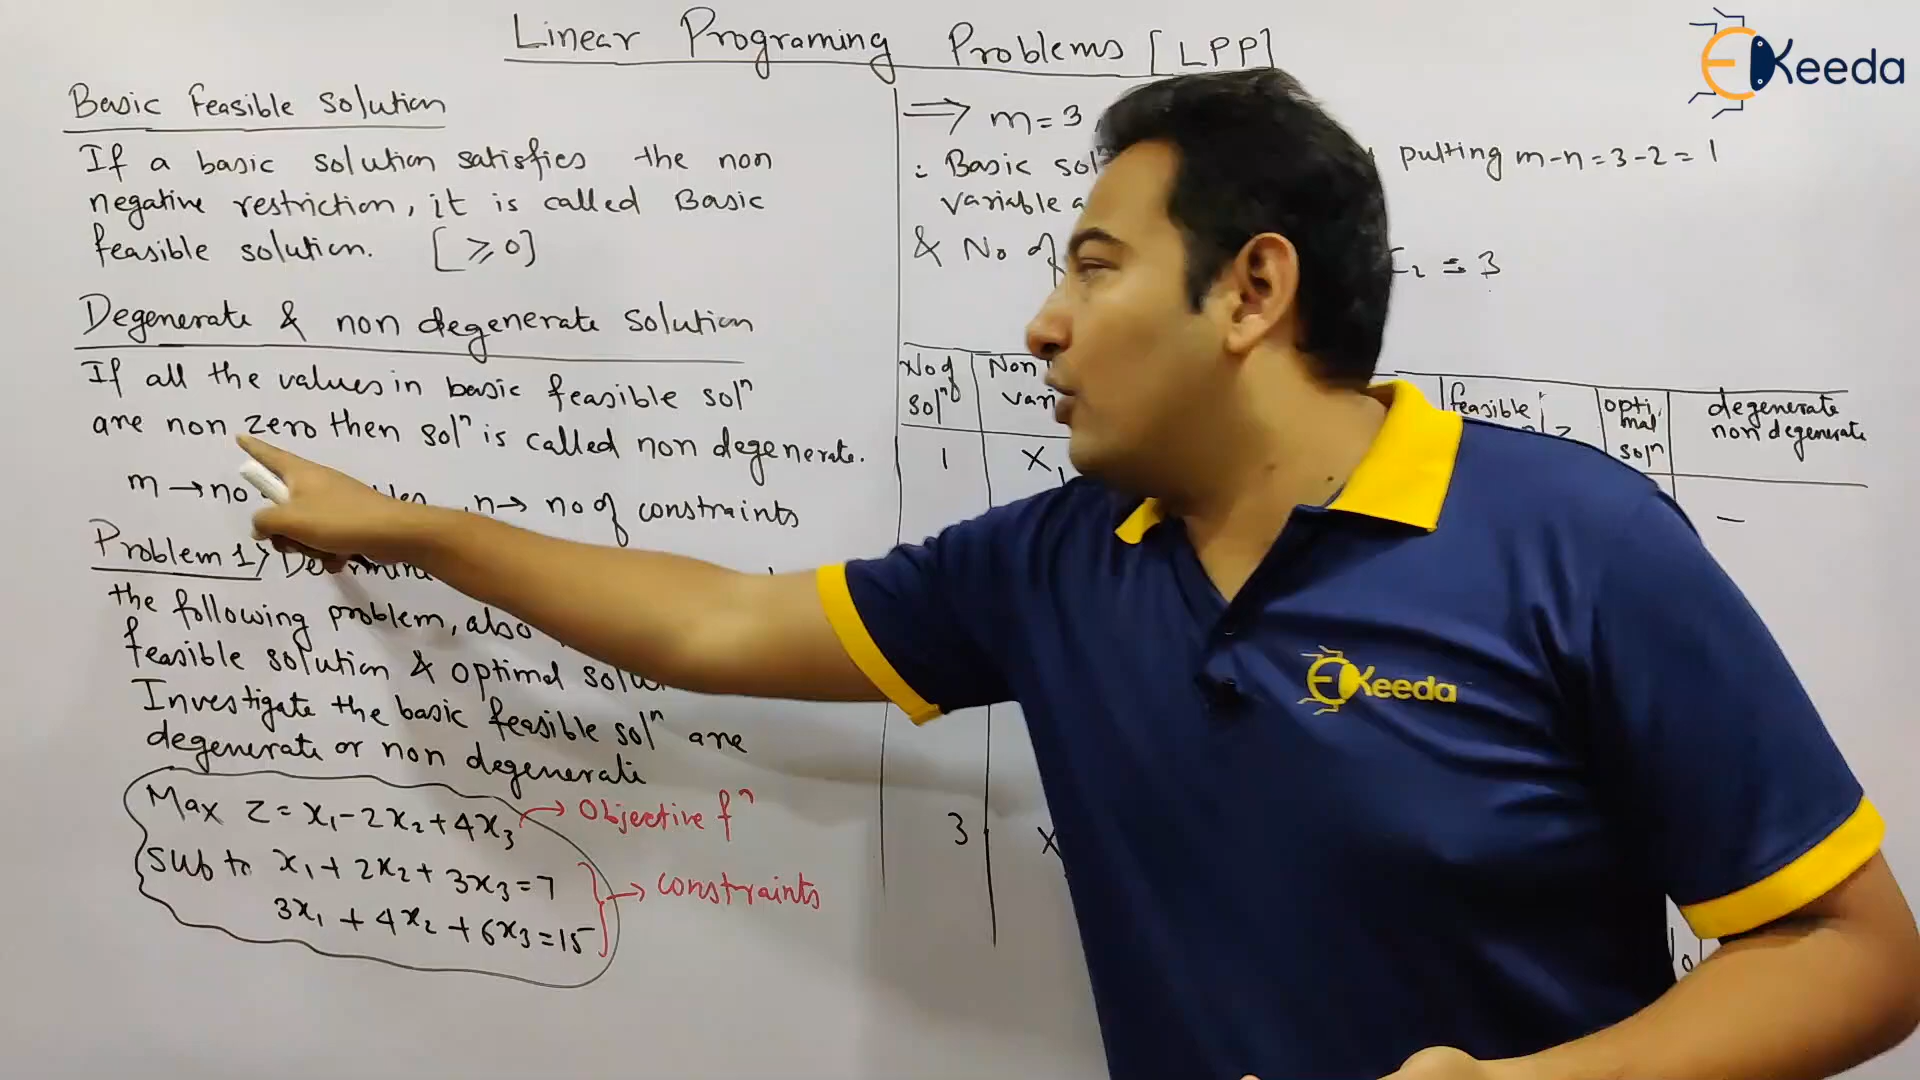 Linear Programing Problems [LPP]
EKeeda
Basic Feasible Solution
If a basic solution satisfies the non
negative restriction, it is called Basic
feasible solution. [≥0]
Degenerate & non degenerate solution
If all the values in basic feasible solⁿ
are non zero then solⁿ is called non degenerate.
m → no , n → no of constraints
Problem 1>
the following problem, also
feasible solution & optimal
Investigate the basic feasible solⁿ are
degenerate or non degenerate
Max Z = x₁ - 2x₂ + 4x₃ → Objective fⁿ
Sub to x₁ + 2x₂ + 3x₃ = 7
3x₁ + 4x₂ + 6x₃ = 15
→ constraints
⇒ m = 3
∴ Basic solⁿ putting m-n = 3-2 = 1
variable
& No of = 3
No of solⁿ
Non
feasible
optimal solⁿ
degenerate non degenerate
1 x₁ —
3 x
EKeeda